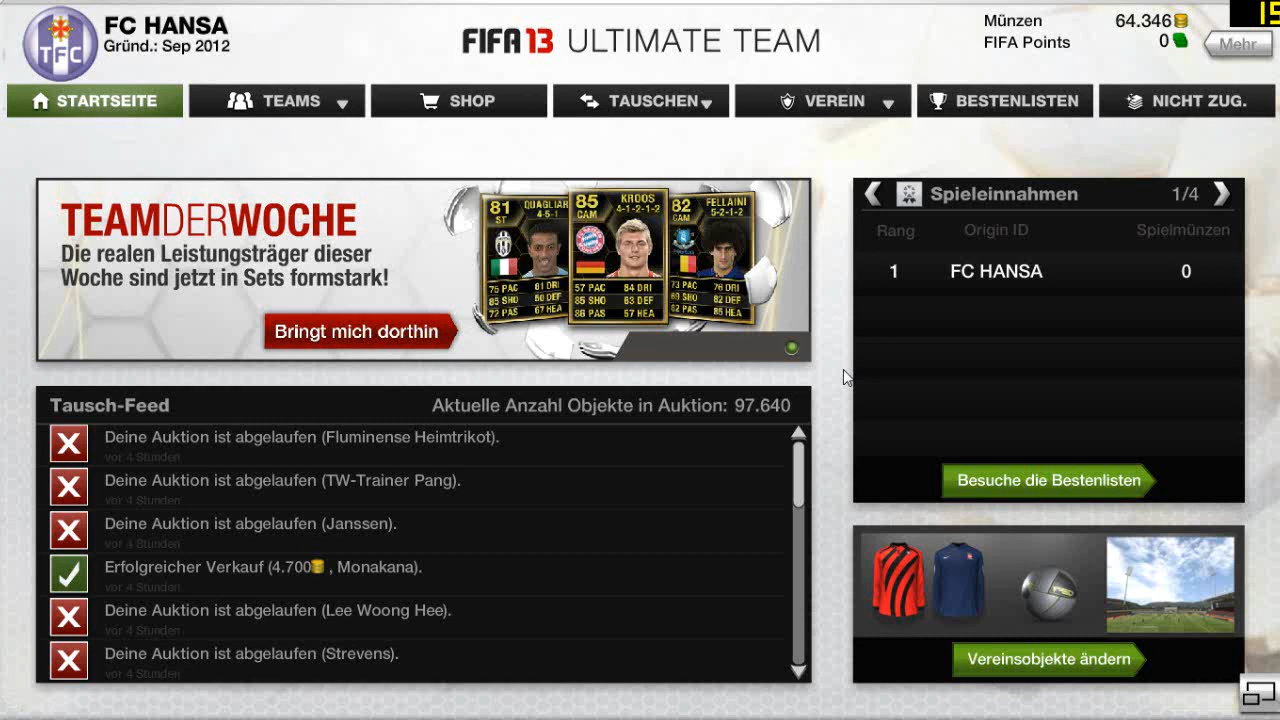 FC HANSA
Gründ.: Sep 2012
TFC
FIFA 13 ULTIMATE TEAM
Münzen 64.346
FIFA Points 0
15
Mehr
STARTSEITE TEAMS SHOP TAUSCHEN VEREIN BESTENLISTEN NICHT ZUG.
TEAMDERWOCHE
Die realen Leistungsträger dieser
Woche sind jetzt in Sets formstark!
Bringt mich dorthin
81 QUAGLIAR
ST 4-5-1
75 PAC 81 DRI
85 SHO 50 DEF
72 PAS 67 HEA
85 KROOS
CAM 4-1-2-1-2
57 PAC 84 DRI
85 SHO 63 DEF
86 PAS 57 HEA
82 FELLAINI
CAM 5-2-1-2
73 PAC 76 DRI
82 DEF
82 PAS 85 HEA
Spieleinnahmen 1/4
Rang Origin ID Spielmünzen
1 FC HANSA 0
Besuche die Bestenlisten
Tausch-Feed Aktuelle Anzahl Objekte in Auktion: 97.640
Deine Auktion ist abgelaufen (Fluminense Heimtrikot).
vor 4 Stunden
Deine Auktion ist abgelaufen (TW-Trainer Pang).
vor 4 Stunden
Deine Auktion ist abgelaufen (Janssen).
vor 4 Stunden
Erfolgreicher Verkauf (4.700 , Monakana).
vor 4 Stunden
Deine Auktion ist abgelaufen (Lee Woong Hee).
vor 4 Stunden
Deine Auktion ist abgelaufen (Strevens).
vor 4 Stunden
Vereinsobjekte ändern